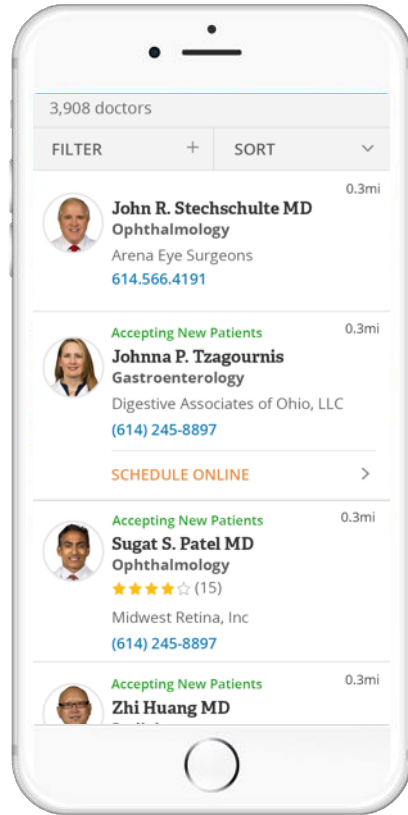 3,908 doctors
FILTER + SORT
0.3mi
John R. Stechschulte MD
Ophthalmology
Arena Eye Surgeons
614.566.4191
Accepting New Patients 0.3mi
Johnna P. Tzagournis
Gastroenterology
Digestive Associates of Ohio, LLC
(614) 245-8897
SCHEDULE ONLINE
Accepting New Patients 0.3mi
Sugat S. Patel MD
Ophthalmology
(15)
Midwest Retina, Inc
(614) 245-8897
Accepting New Patients 0.3mi
Zhi Huang MD